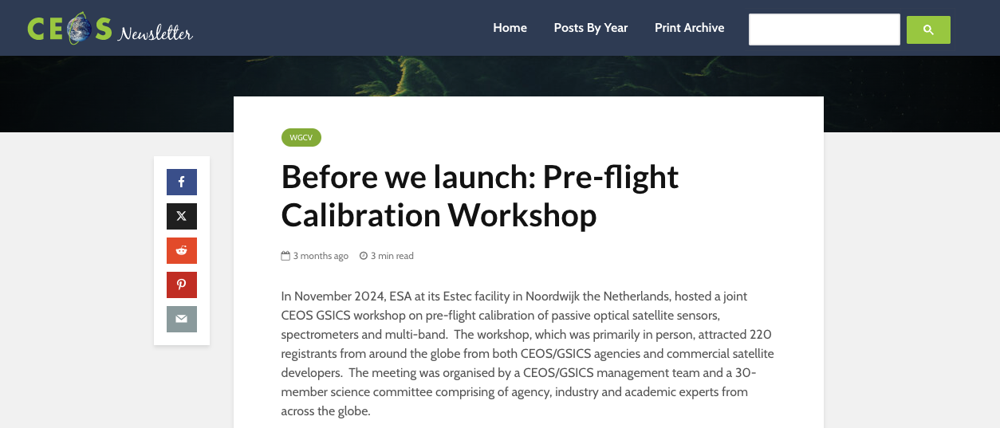 CEOS Newsletter
Home Posts By Year Print Archive
WGCV
Before we launch: Pre-flight
Calibration Workshop
3 months ago 3 min read
In November 2024, ESA at its Estec facility in Noordwijk the Netherlands, hosted a joint
CEOS GSICS workshop on pre-flight calibration of passive optical satellite sensors,
spectrometers and multi-band.  The workshop, which was primarily in person, attracted 220
registrants from around the globe from both CEOS/GSICS agencies and commercial satellite
developers.  The meeting was organised by a CEOS/GSICS management team and a 30-
member science committee comprising of agency, industry and academic experts from
across the globe.